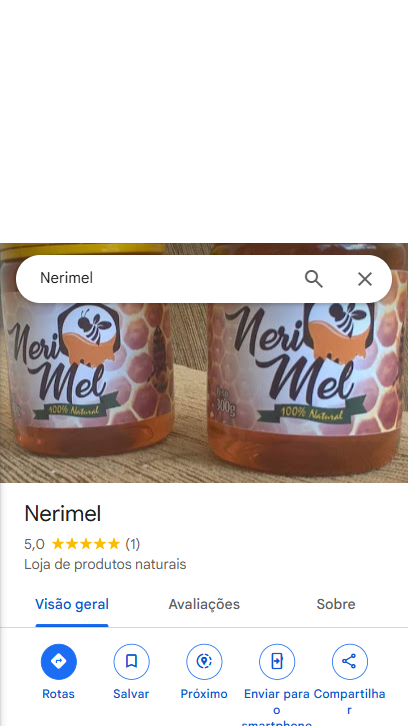 Nerimel
Neri
Mel
100% Natural
Neri
Mel
300g
100% Natural
Nerimel
5,0 ★★★★★ (1)
Loja de produtos naturais
Visão geral Avaliações Sobre
Rotas Salvar Próximo Enviar para o smartphone Compartilhar